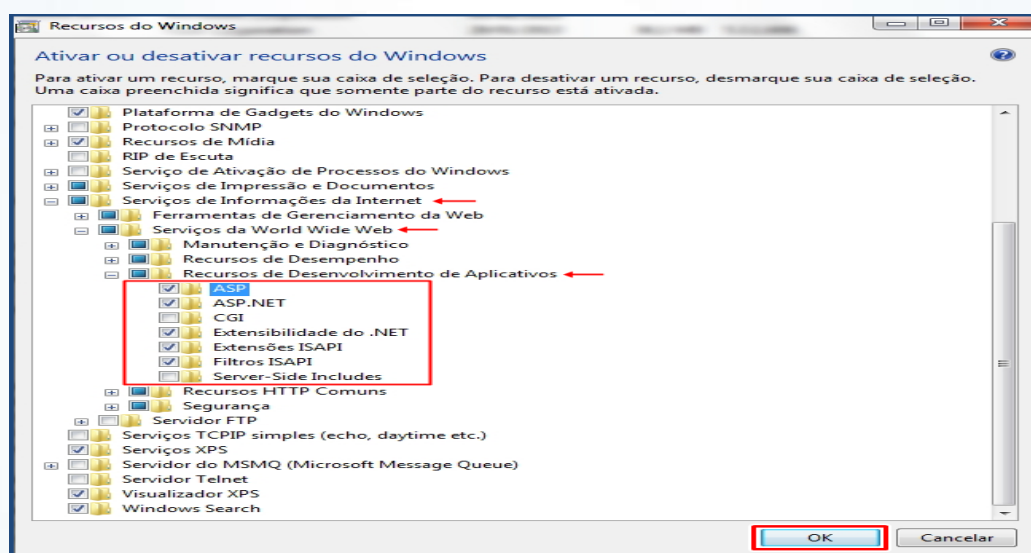 Recursos do Windows
Ativar ou desativar recursos do Windows
Para ativar um recurso, marque sua caixa de seleção. Para desativar um recurso, desmarque sua caixa de seleção.
Uma caixa preenchida significa que somente parte do recurso está ativada.
Plataforma de Gadgets do Windows
Protocolo SNMP
Recursos de Mídia
RIP de Escuta
Serviço de Ativação de Processos do Windows
Serviços de Impressão e Documentos
Serviços de Informações da Internet
Ferramentas de Gerenciamento da Web
Serviços da World Wide Web
Manutenção e Diagnóstico
Recursos de Desempenho
Recursos de Desenvolvimento de Aplicativos
ASP
ASP.NET
CGI
Extensibilidade do .NET
Extensões ISAPI
Filtros ISAPI
Server-Side Includes
Recursos HTTP Comuns
Segurança
Servidor FTP
Serviços TCPIP simples (echo, daytime etc.)
Serviços XPS
Servidor do MSMQ (Microsoft Message Queue)
Servidor Telnet
Visualizador XPS
Windows Search
OK
Cancelar